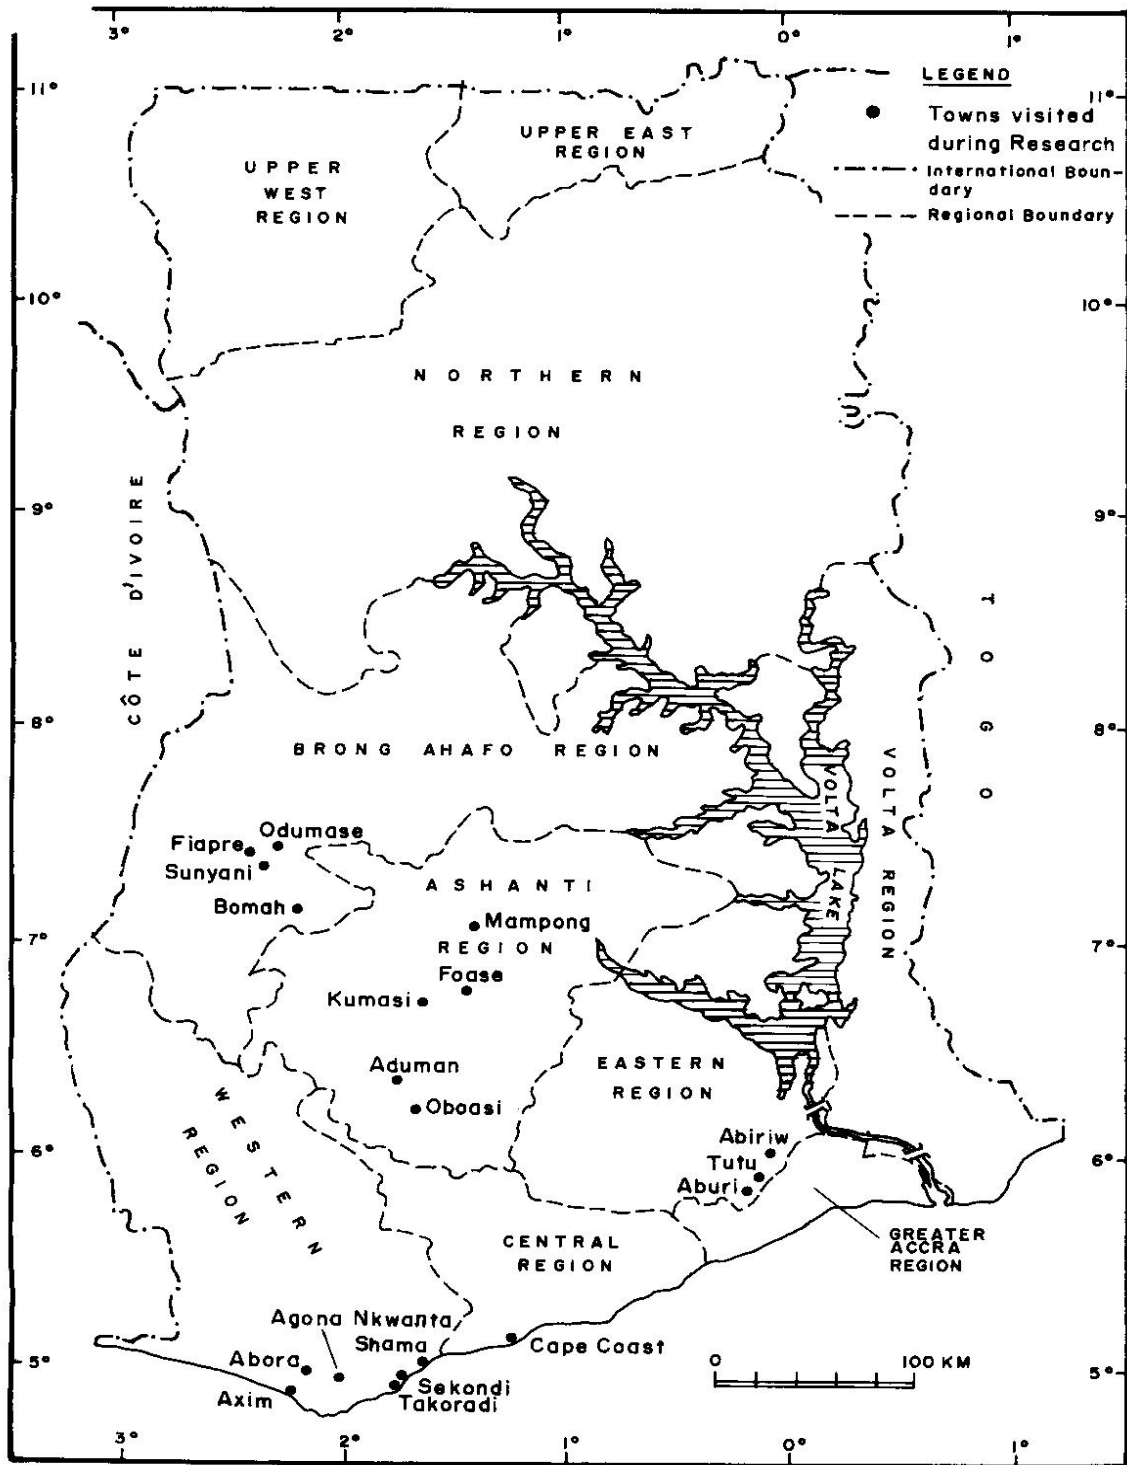 3° 2° 1° 0° 1°
LEGEND
Towns visited
during Research
International Boun-
dary
Regional Boundary
11° 11°
UPPER EAST
REGION
UPPER
WEST
REGION
10° 10°
NORTHERN
REGION
9° 9°
CÔTE D'IVOIRE
TOGO
8° 8°
BRONG AHAFO REGION
VOLTA LAKE
VOLTA REGION
Odumase
Fiapre
Sunyani
ASHANTI
REGION
Bomah
Mampong
7° 7°
Foase
Kumasi
EASTERN
REGION
Aduman
Oboasi
WESTERN
REGION
Abiriw
Tutu
Aburi
6° 6°
GREATER
ACCRA
REGION
CENTRAL
REGION
Agona Nkwanta
Shama
Cape Coast
Abora
Sekondi
Takoradi
Axim
5° 5°
0 100 KM
3° 2° 1° 0° 1°